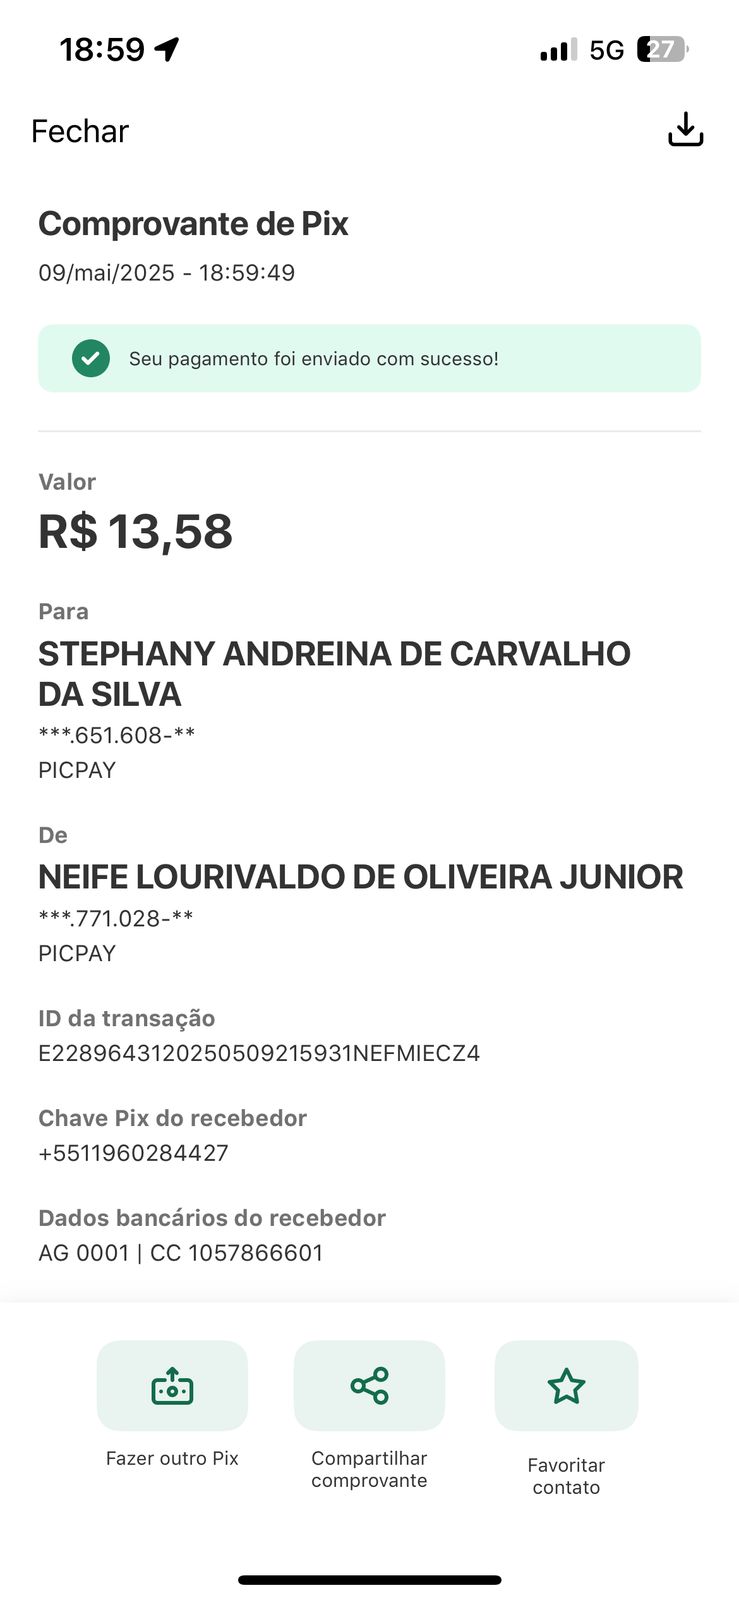 18:59
5G
27
Fechar
Comprovante de Pix
09/mai/2025 - 18:59:49
Seu pagamento foi enviado com sucesso!
Valor
R$ 13,58
Para
STEPHANY ANDREINA DE CARVALHO
DA SILVA
***.651.608-**
PICPAY
De
NEIFE LOURIVALDO DE OLIVEIRA JUNIOR
***.771.028-**
PICPAY
ID da transação
E2289643120250509215931NEFMIECZ4
Chave Pix do recebedor
+5511960284427
Dados bancários do recebedor
AG 0001 | CC 1057866601
Fazer outro Pix
Compartilhar
comprovante
Favoritar
contato